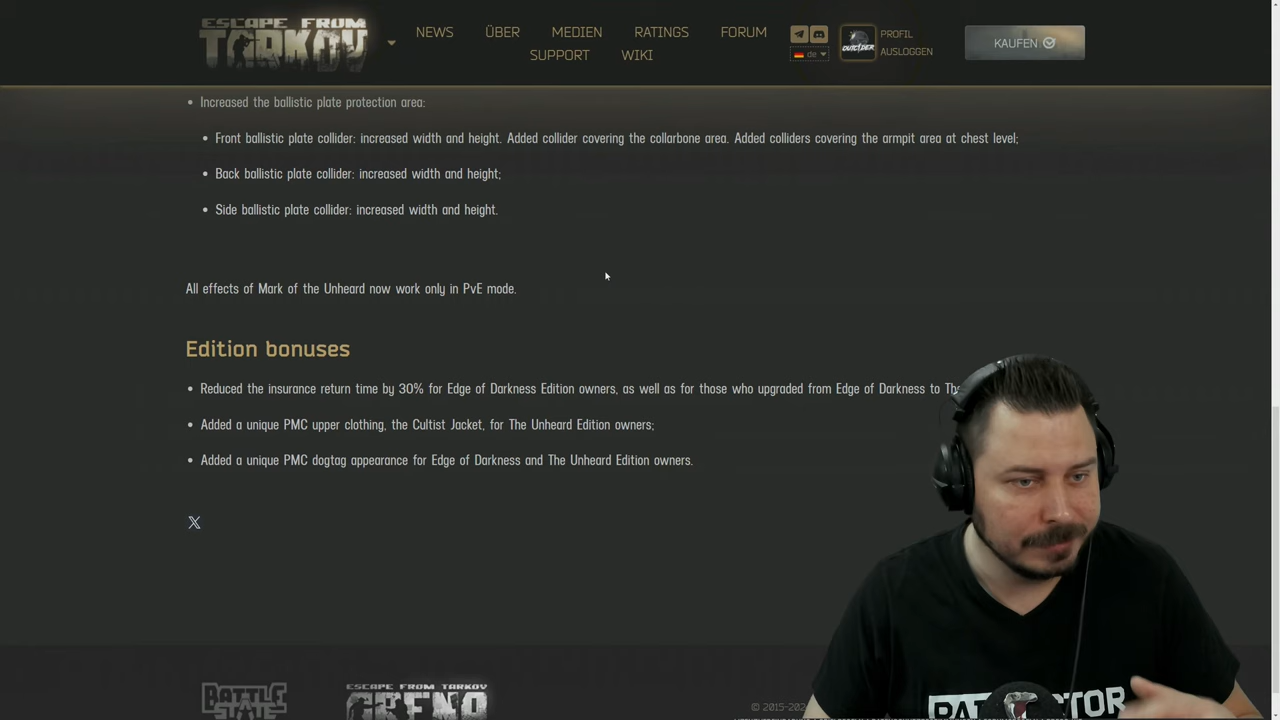 ESCAPE FROM
TARKOV
NEWS ÜBER MEDIEN RATINGS FORUM
SUPPORT WIKI
de
OUTCIDER
PROFIL
AUSLOGGEN
KAUFEN
• Increased the ballistic plate protection area:
• Front ballistic plate collider: increased width and height. Added collider covering the collarbone area. Added colliders covering the armpit area at chest level;
• Back ballistic plate collider: increased width and height;
• Side ballistic plate collider: increased width and height.
All effects of Mark of the Unheard now work only in PvE mode.
Edition bonuses
• Reduced the insurance return time by 30% for Edge of Darkness Edition owners, as well as for those who upgraded from Edge of Darkness to The
• Added a unique PMC upper clothing, the Cultist Jacket, for The Unheard Edition owners;
• Added a unique PMC dogtag appearance for Edge of Darkness and The Unheard Edition owners.
BATTLE
STATE
ESCAPE FROM TARKOV
© 2015-202